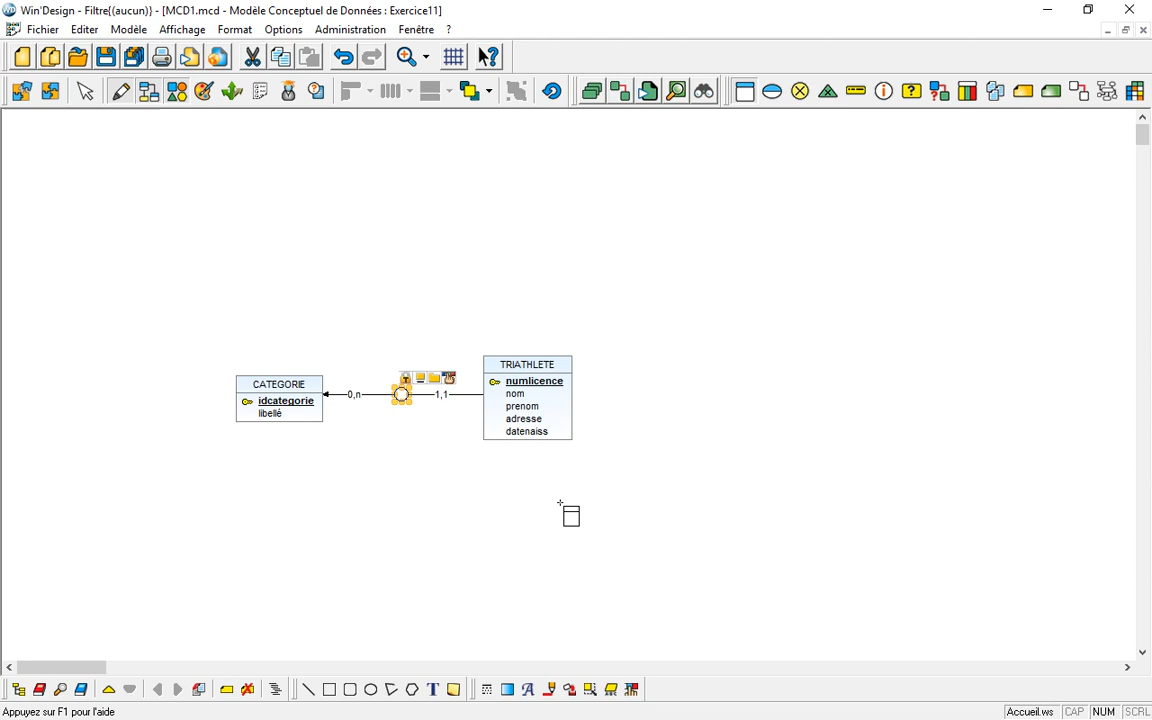 Win'Design - Filtre{(aucun)} - [MCD1.mcd - Modèle Conceptuel de Données : Exercice11]
Fichier Editer Modèle Affichage Format Options Administration Fenêtre ?
CATEGORIE
idcategorie
libellé
0,n
1,1
TRIATHLETE
numlicence
nom
prenom
adresse
datenaiss
Appuyez sur F1 pour l'aide
Accueil.ws CAP NUM SCRL